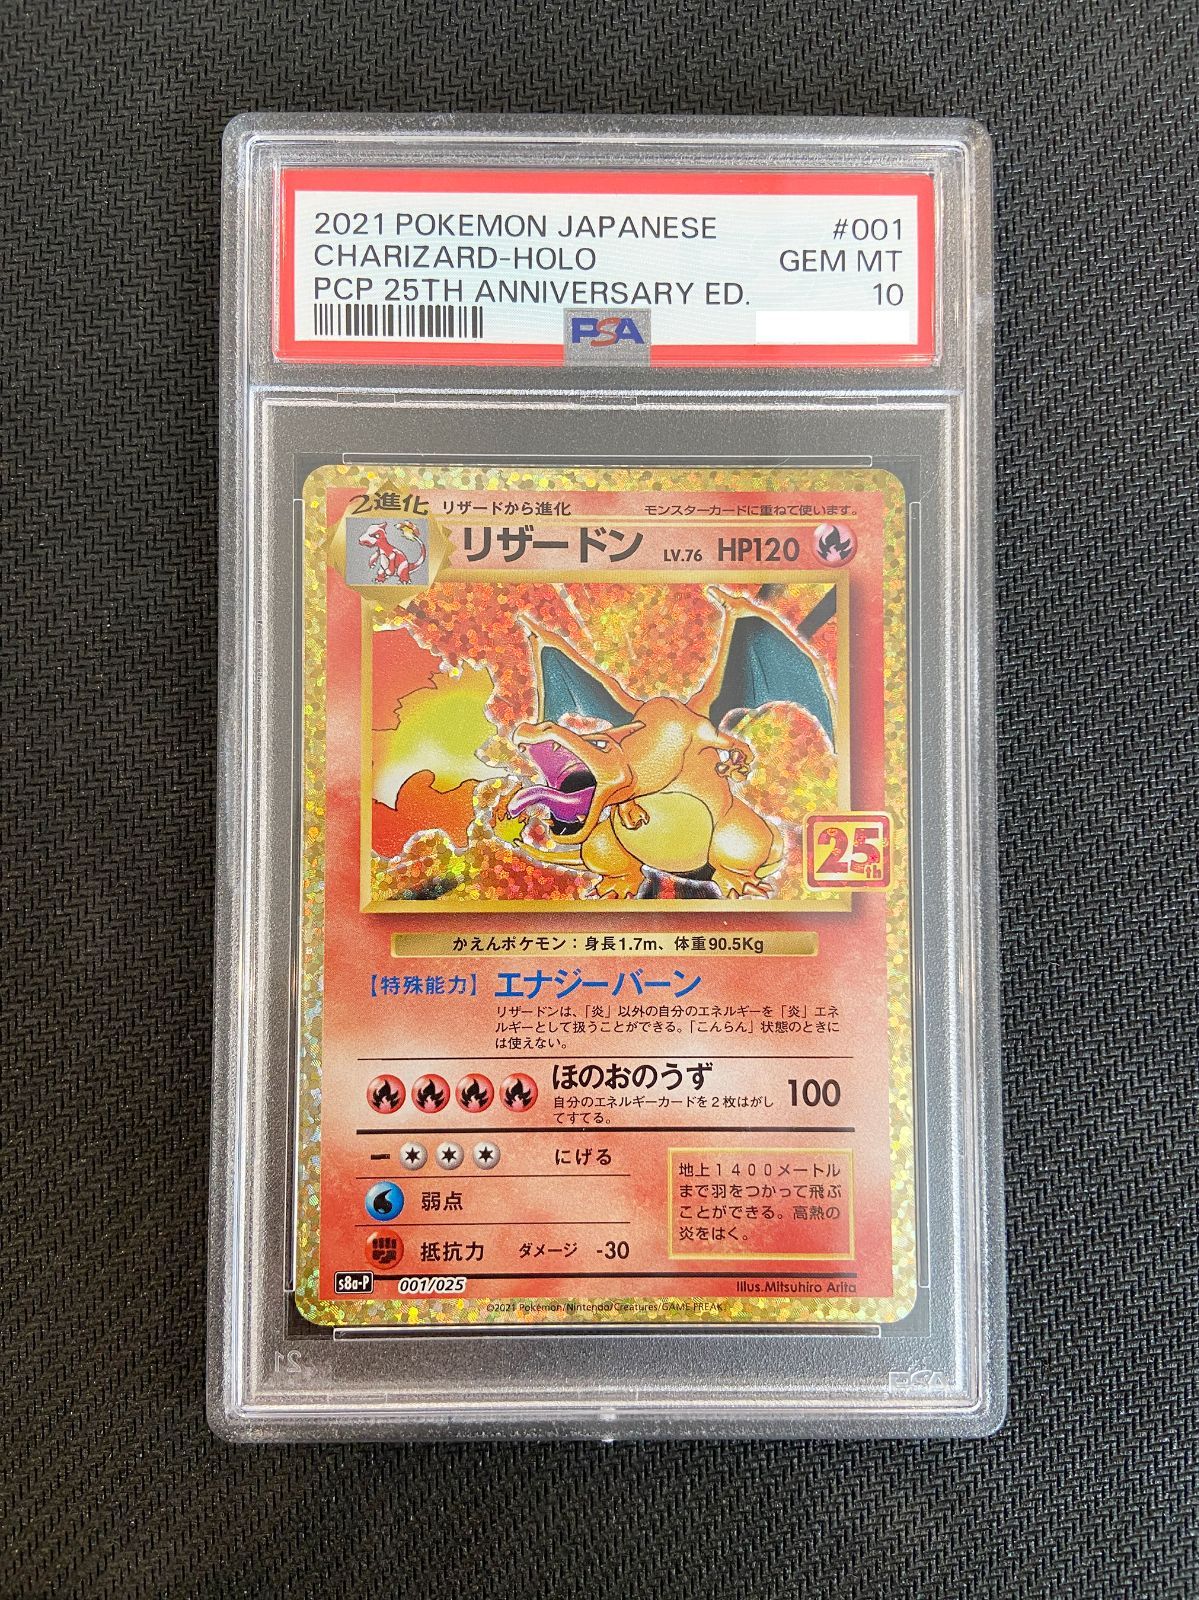 2021 POKEMON JAPANESE #001
CHARIZARD-HOLO GEM MT
PCP 25TH ANNIVERSARY ED. 10
PSA
2進化 リザードから進化 モンスターカードに重ねて使います。
リザードン LV.76 HP120
25th
かえんポケモン：身長1.7m、体重90.5Kg
【特殊能力】エナジーバーン
リザードンは、「炎」以外の自分のエネルギーを「炎」エネ
ルギーとして扱うことができる。「こんらん」状態のときに
は使えない。
ほのおのうず 100
自分のエネルギーカードを2枚はがし
てすてる。
にげる
弱点
抵抗力 ダメージ -30
地上1400メートル
まで羽をつかって飛ぶ
ことができる。高熱の
炎をはく。
s8a-P 001/025 Illus.Mitsuhiro Arita
©2021 Pokémon/Nintendo/Creatures/GAME FREAK.